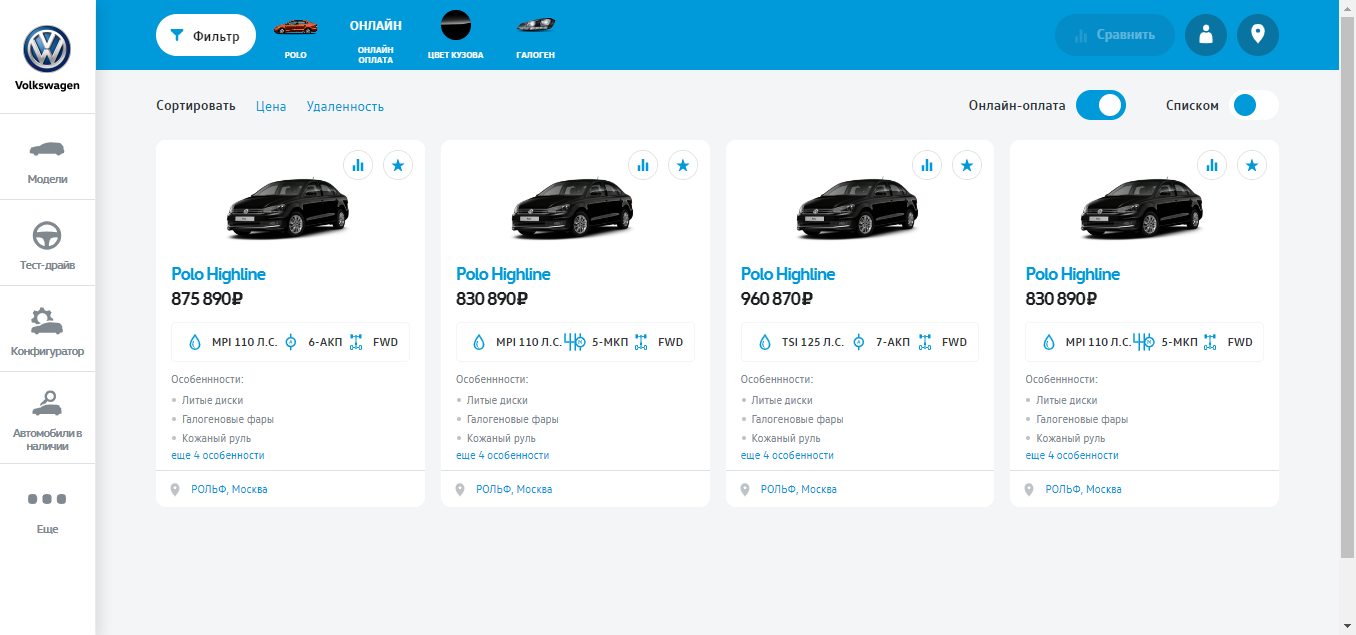 Volkswagen
Модели
Тест-драйв
Конфигуратор
Автомобили в
наличии
Еще
Фильтр
POLO
ОНЛАЙН
ОНЛАЙН
ОПЛАТА
ЦВЕТ КУЗОВА
ГАЛОГЕН
Сравнить
Сортировать Цена Удаленность
Онлайн-оплата
Списком
Polo Highline
875 890₽
MPI 110 Л.С. 6-АКП FWD
Особеннности:
Литые диски
Галогеновые фары
Кожаный руль
еще 4 особенности
РОЛЬФ, Москва
Polo Highline
830 890₽
MPI 110 Л.С. 5-МКП FWD
Особеннности:
Литые диски
Галогеновые фары
Кожаный руль
еще 4 особенности
РОЛЬФ, Москва
Polo Highline
960 870₽
TSI 125 Л.С. 7-АКП FWD
Особеннности:
Литые диски
Галогеновые фары
Кожаный руль
еще 4 особенности
РОЛЬФ, Москва
Polo Highline
830 890₽
MPI 110 Л.С. 5-МКП FWD
Особеннности:
Литые диски
Галогеновые фары
Кожаный руль
еще 4 особенности
РОЛЬФ, Москва